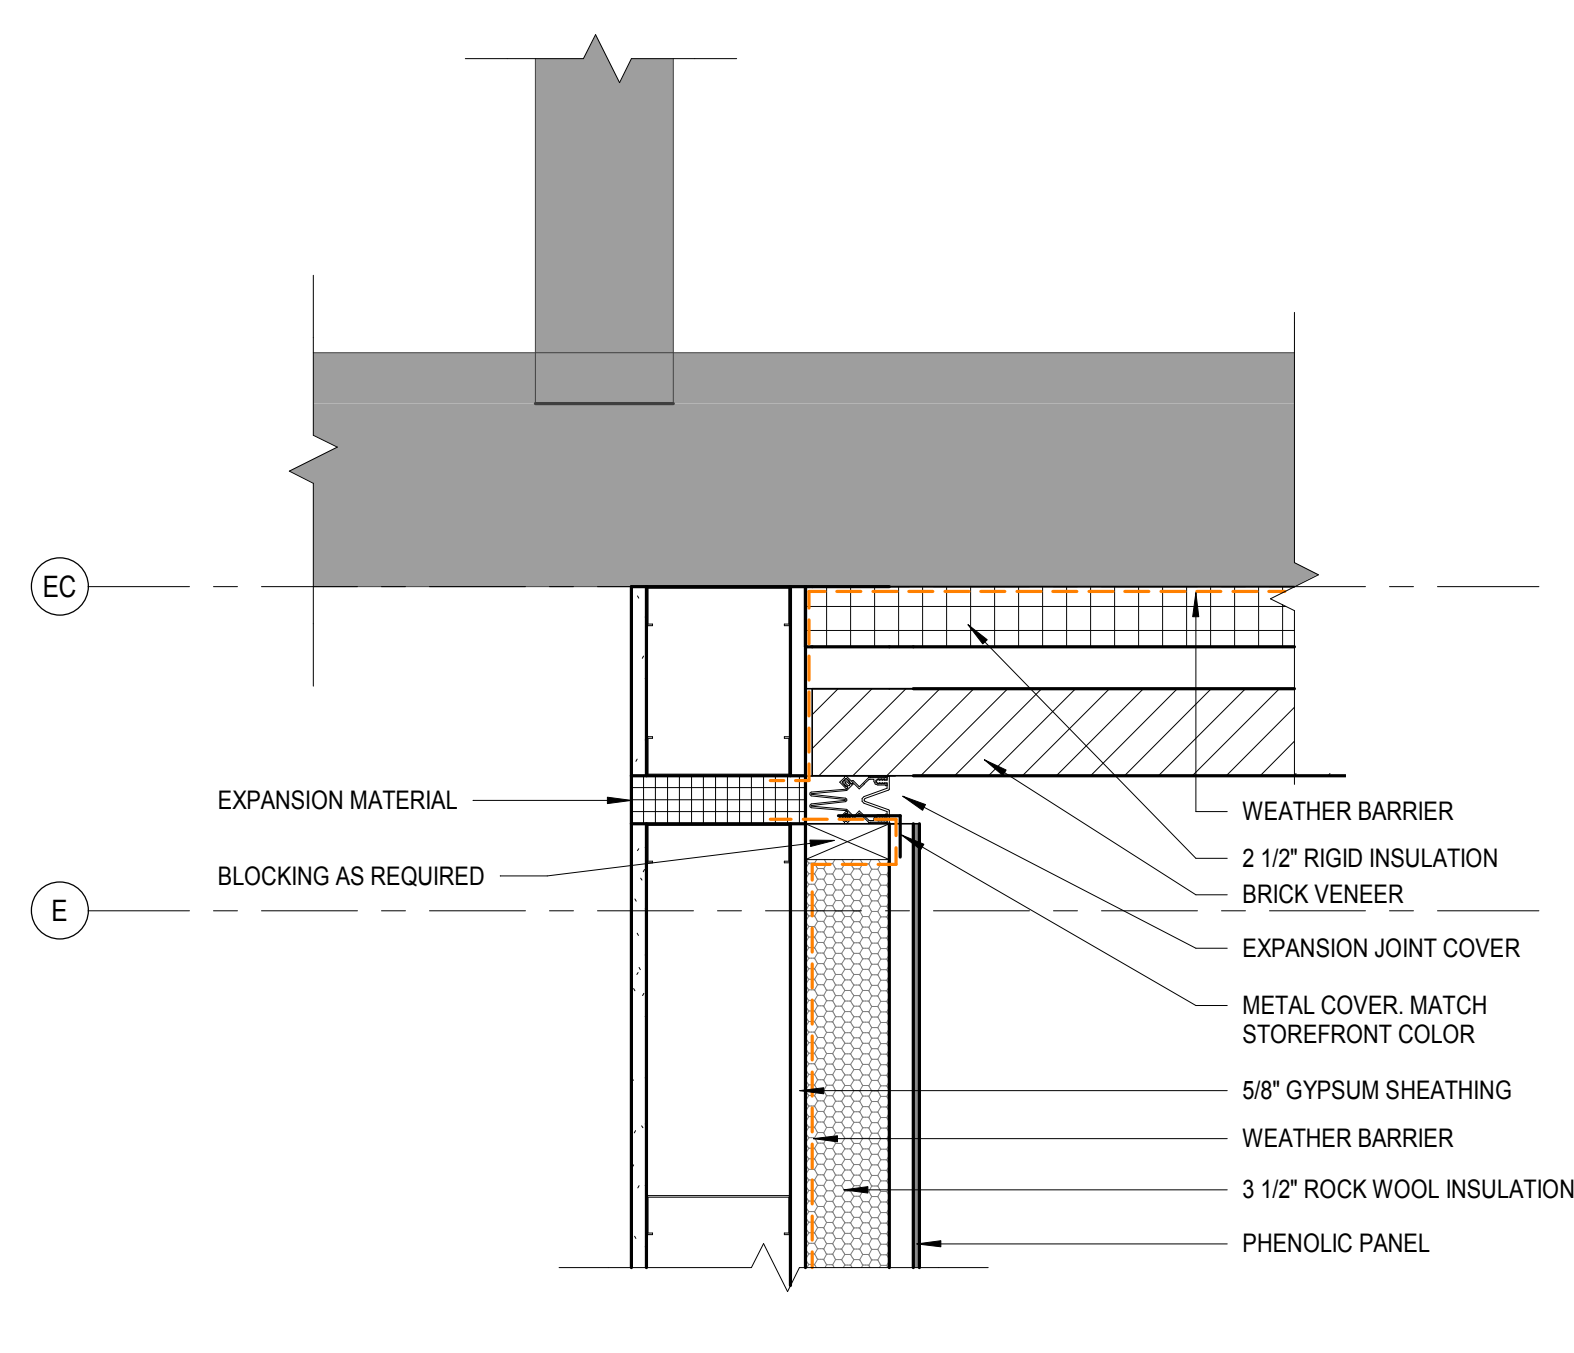 EC
EXPANSION MATERIAL
BLOCKING AS REQUIRED
E
WEATHER BARRIER
2 1/2" RIGID INSULATION
BRICK VENEER
EXPANSION JOINT COVER
METAL COVER. MATCH
STOREFRONT COLOR
5/8" GYPSUM SHEATHING
WEATHER BARRIER
3 1/2" ROCK WOOL INSULATION
PHENOLIC PANEL